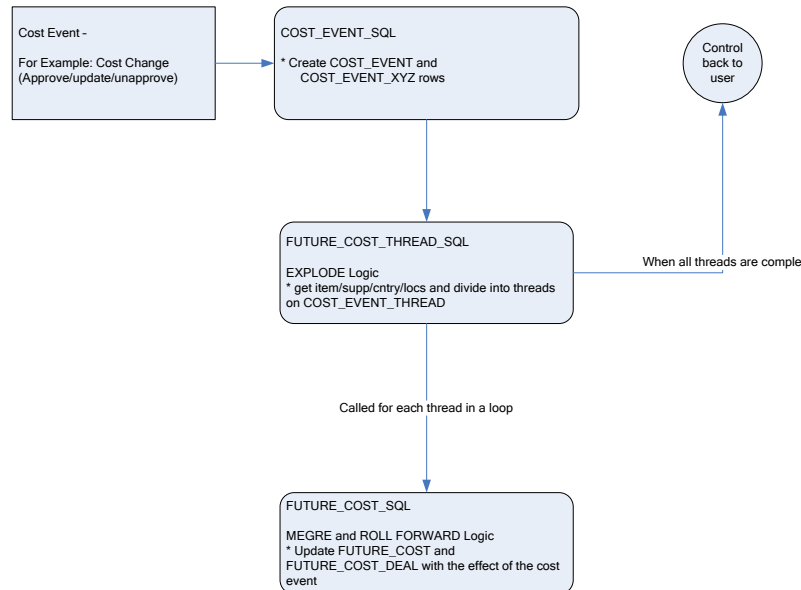 Cost Event -
For Example: Cost Change
(Approve/update/unapprove)
COST_EVENT_SQL
* Create COST_EVENT and
COST_EVENT_XYZ rows
Control
back to
user
FUTURE_COST_THREAD_SQL
EXPLODE Logic
* get item/supp/cntry/locs and divide into threads
on COST_EVENT_THREAD
When all threads are comple
Called for each thread in a loop
FUTURE_COST_SQL
MEGRE and ROLL FORWARD Logic
* Update FUTURE_COST and
FUTURE_COST_DEAL with the effect of the cost
event